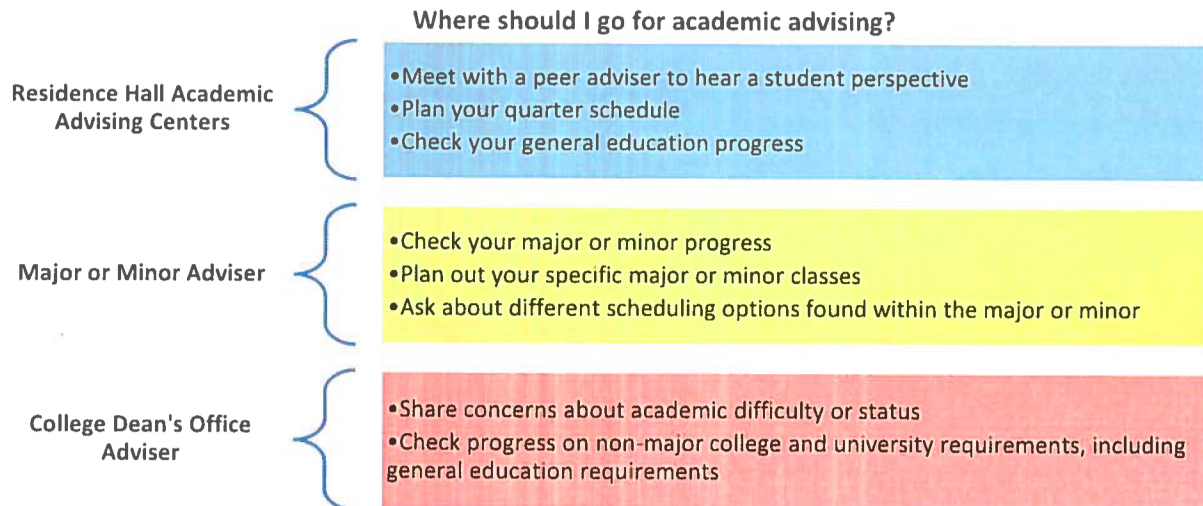 Where should I go for academic advising?
Residence Hall Academic
Advising Centers
•Meet with a peer adviser to hear a student perspective
•Plan your quarter schedule
•Check your general education progress
Major or Minor Adviser
•Check your major or minor progress
•Plan out your specific major or minor classes
•Ask about different scheduling options found within the major or minor
College Dean's Office
Adviser
•Share concerns about academic difficulty or status
•Check progress on non-major college and university requirements, including
general education requirements